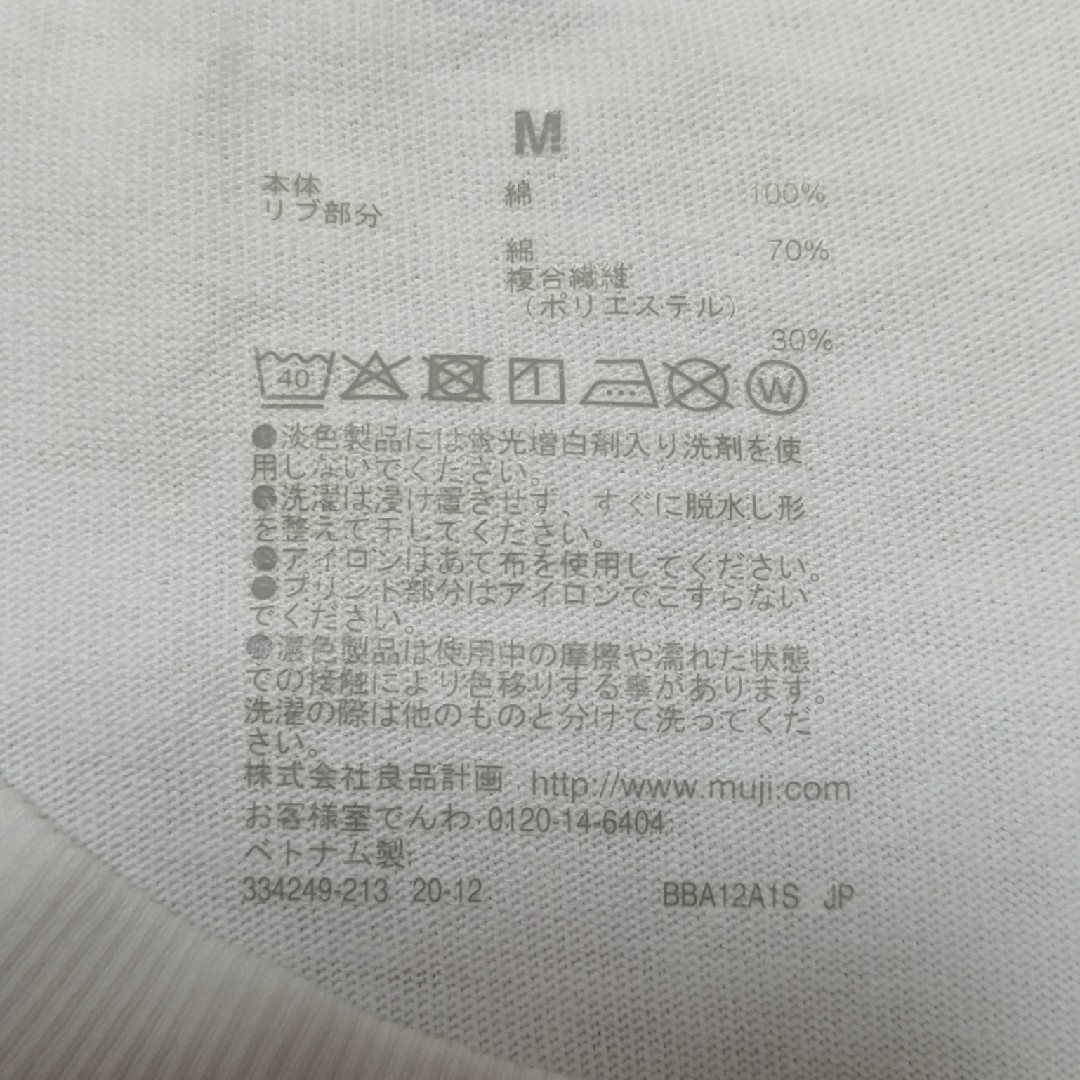 M
本体 綿 100%
リブ部分
綿 70%
複合繊維
(ポリエステル)
30%
40
W
●淡色製品には蛍光増白剤入り洗剤を使
用しないでください。
●洗濯は浸け置きせず、すぐに脱水し形
を整えて干してください。
●アイロンはあて布を使用してください。
●プリント部分はアイロンでこすらない
でください。
●濃色製品は使用中の摩擦や濡れた状態
での接触により色移りする事があります。
洗濯の際は他のものと分けて洗ってくだ
さい。
株式会社良品計画 http://www.muji.com
お客様室でんわ 0120-14-6404
ベトナム製
334249-213 20-12 BBA12A1S JP